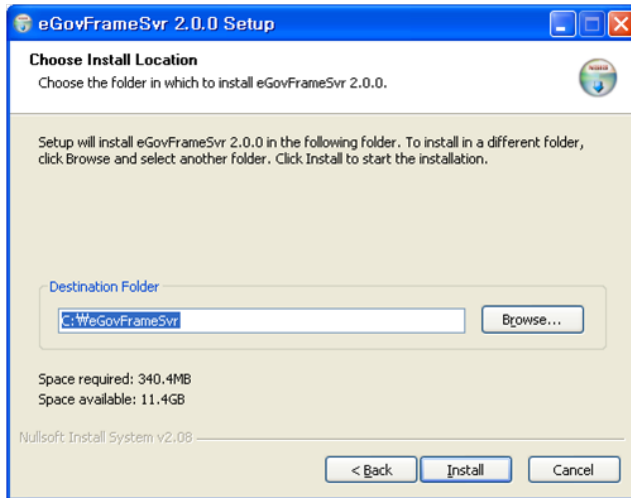 eGovFrameSvr 2.0.0 Setup
Choose Install Location
Choose the folder in which to install eGovFrameSvr 2.0.0.
Setup will install eGovFrameSvr 2.0.0 in the following folder. To install in a different folder,
click Browse and select another folder. Click Install to start the installation.
Destination Folder
C:₩eGovFrameSvr
Browse...
Space required: 340.4MB
Space available: 11.4GB
Nullsoft Install System v2.08
< Back
Install
Cancel